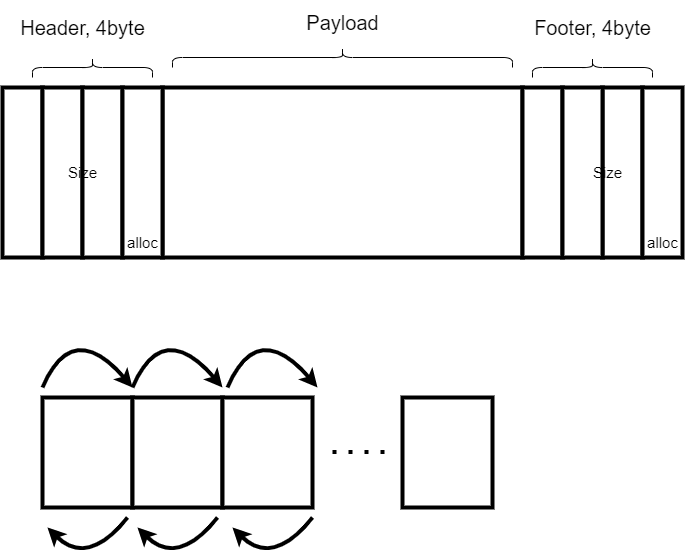 Header, 4byte
Payload
Footer, 4byte
Size
Size
alloc
alloc
....